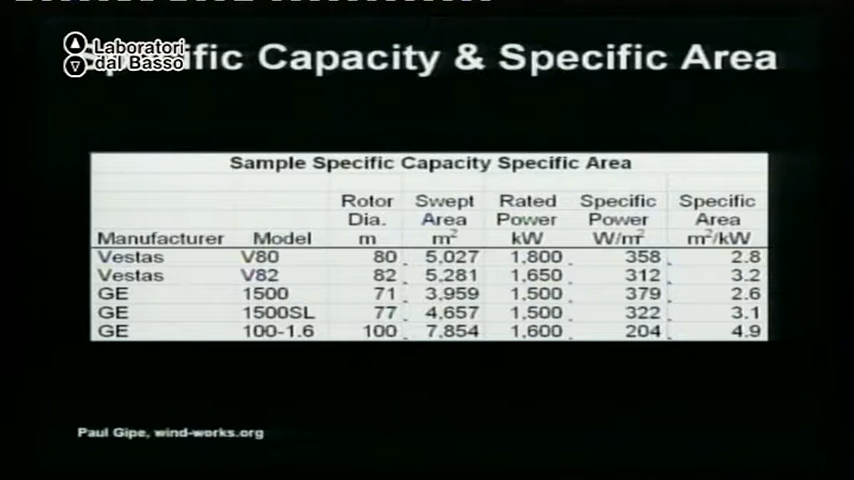 Laboratori
dal Basso
Specific Capacity & Specific Area
Sample Specific Capacity Specific Area
Rotor Swept Rated Specific Specific
Dia. Area Power Power Area
Manufacturer Model m m² kW W/m² m²/kW
Vestas V80 80 5,027 1,800 358 2.8
Vestas V82 82 5,281 1,650 312 3.2
GE 1500 71 3,959 1,500 379 2.6
GE 1500SL 77 4,657 1,500 322 3.1
GE 100-1.6 100 7,854 1,600 204 4.9
Paul Gipe, wind-works.org